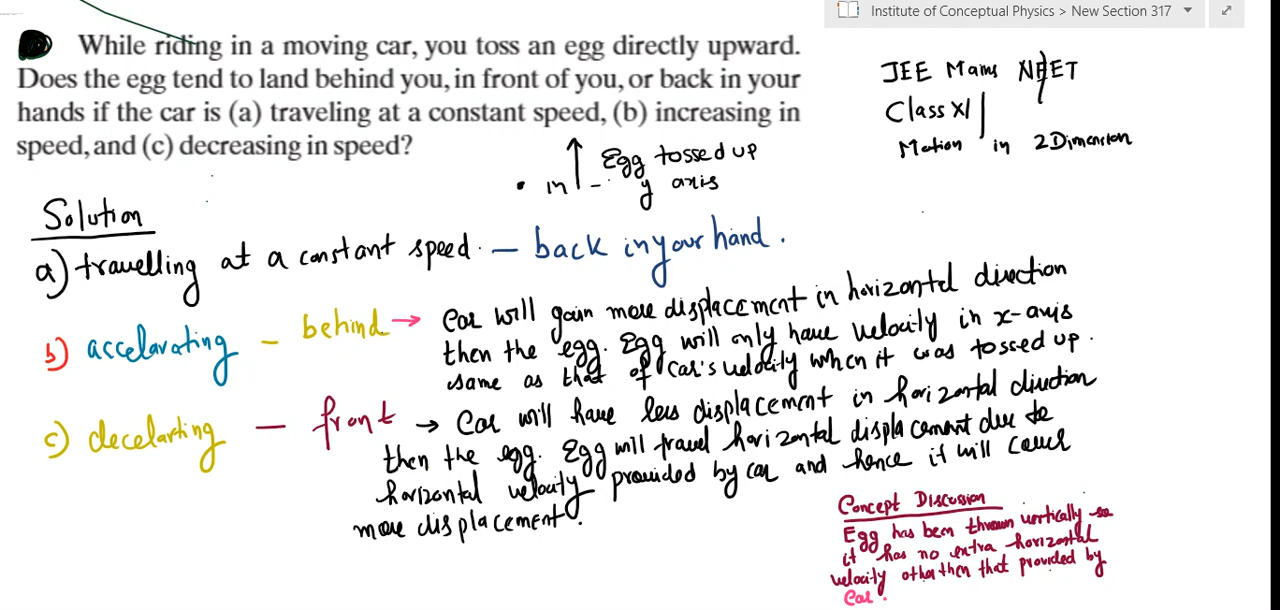 Institute of Conceptual Physics > New Section 317
While riding in a moving car, you toss an egg directly upward.
Does the egg tend to land behind you, in front of you, or back in your
hands if the car is (a) traveling at a constant speed, (b) increasing in
speed, and (c) decreasing in speed?
JEE Mains NEET
Class XI
Motion in 2 Dimension
in Egg tossed up
y axis
Solution
a) travelling at a constant speed. — back in your hand.
b) accelarating — behind → Car will gain more displacement in horizontal direction
then the egg. Egg will only have velocity in x-axis
same as that of car's velocity when it was tossed up.
c) decelarting — front → Car will have less displacement in horizontal direction
then the egg. Egg will travel horizontal displacement due to
horizontal velocity provided by car and hence it will cover
more displacement.
Concept Discussion
Egg has been thrown vertically so
it has no extra horizontal
velocity other then that provided by
Car.